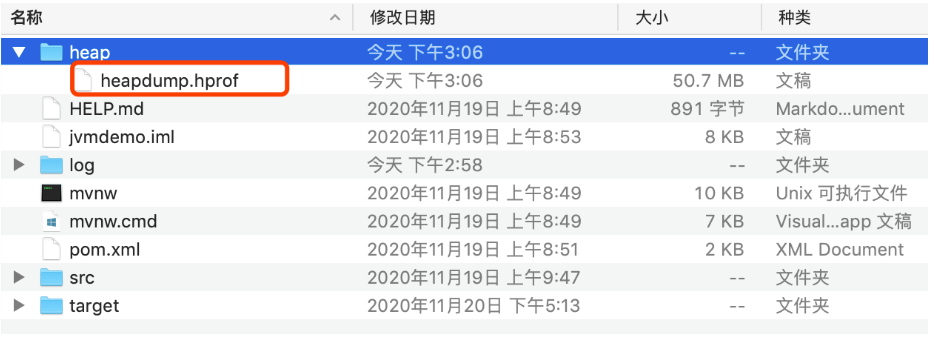 名称 修改日期 大小 种类
heap 今天 下午3:06 -- 文件夹
heapdump.hprof 今天 下午3:06 50.7 MB 文稿
HELP.md 2020年11月19日 上午8:49 891 字节 Markdo...ument
jvmdemo.iml 2020年11月19日 上午8:53 8 KB 文稿
log 今天 下午2:58 -- 文件夹
mvnw 2020年11月19日 上午8:49 10 KB Unix 可执行文件
mvnw.cmd 2020年11月19日 上午8:49 7 KB Visual...app 文稿
pom.xml 2020年11月19日 上午8:51 2 KB XML Document
src 2020年11月19日 上午9:47 -- 文件夹
target 2020年11月20日 下午5:13 -- 文件夹